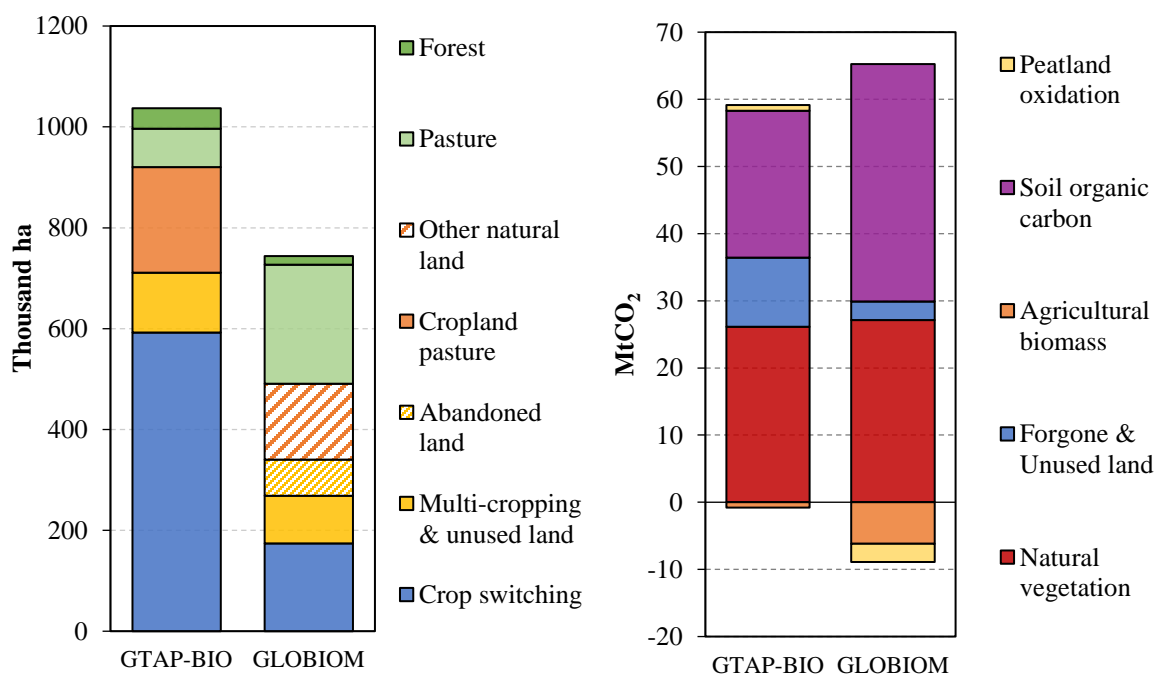 Thousand ha
1200
1000
800
600
400
200
0
GTAP-BIO GLOBIOM
Forest
Pasture
Other natural
land
Cropland
pasture
Abandoned
land
Multi-cropping
& unused land
Crop switching
MtCO₂
70
60
50
40
30
20
10
0
-10
-20
GTAP-BIO GLOBIOM
Peatland
oxidation
Soil organic
carbon
Agricultural
biomass
Forgone &
Unused land
Natural
vegetation